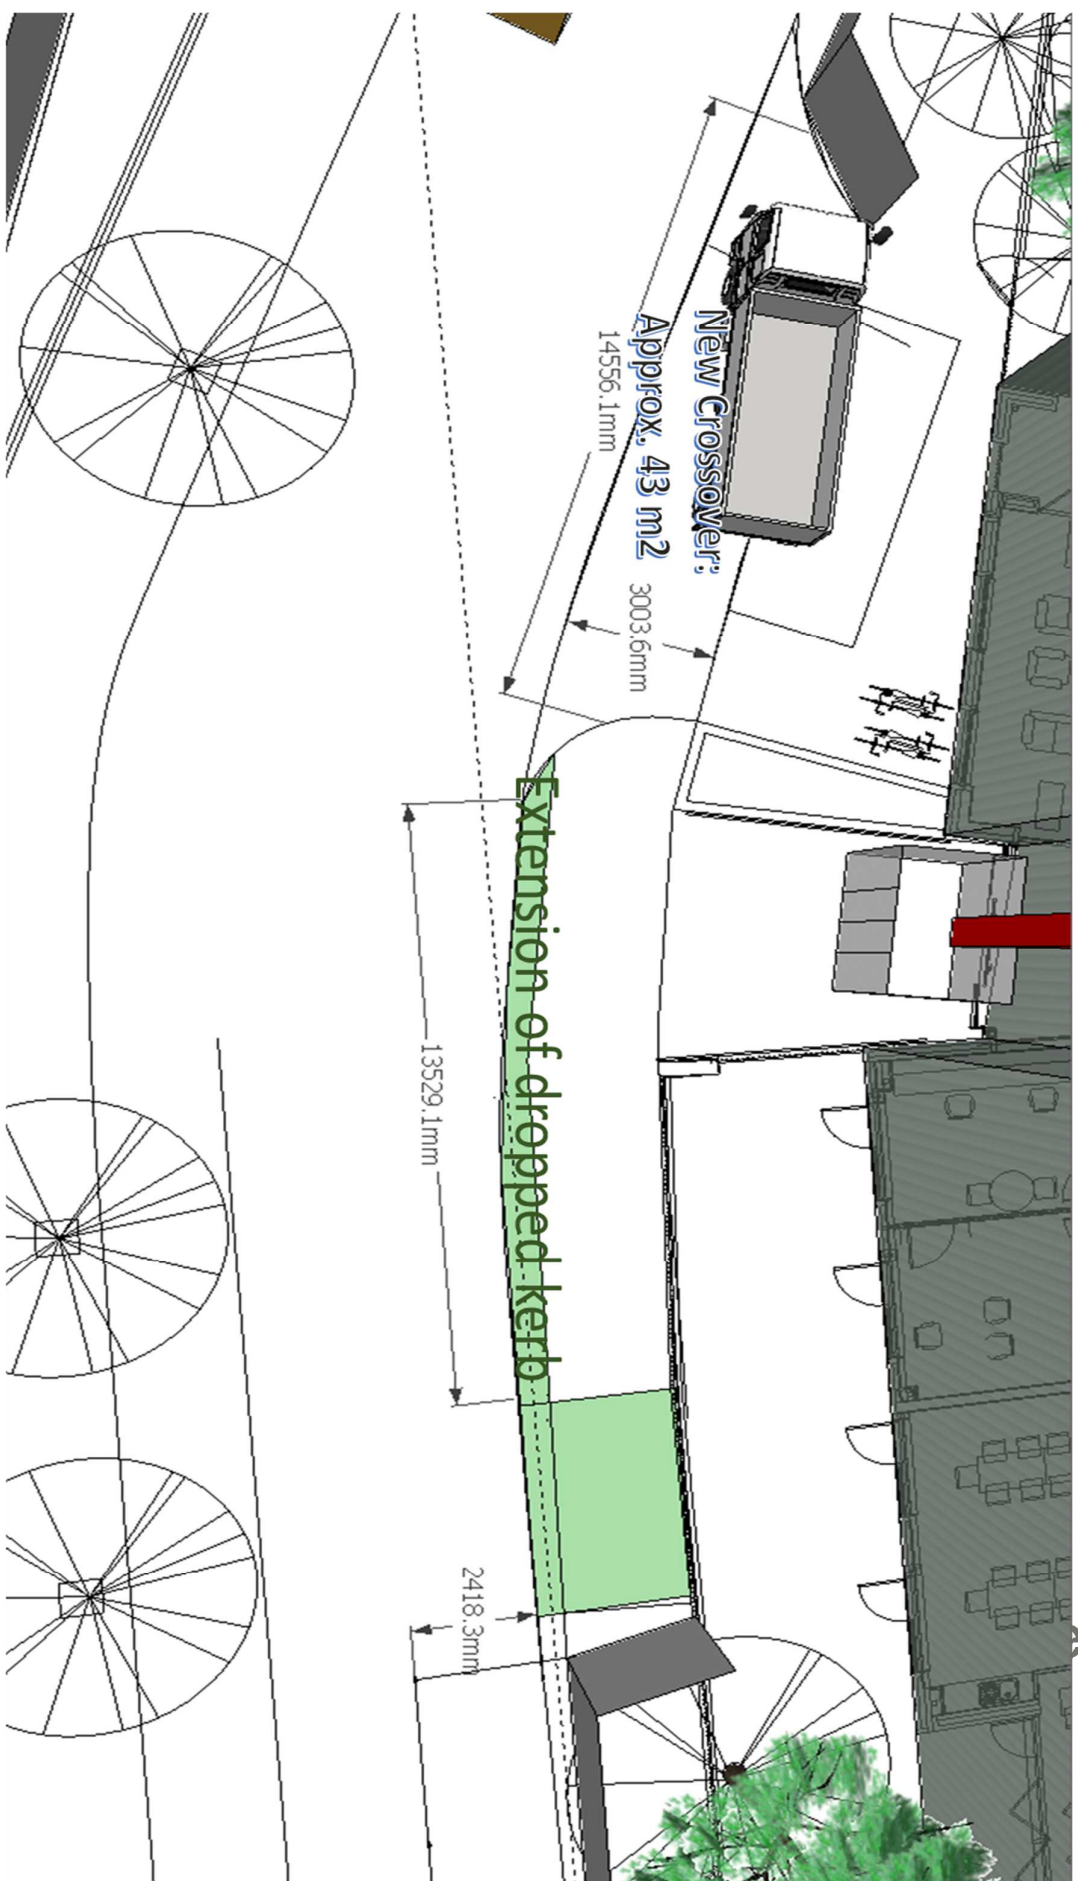 New Crossover:
Approx. 43 m2
14556.1mm
3003.6mm
Extension of dropped kerb
13529.1mm
2418.3mm